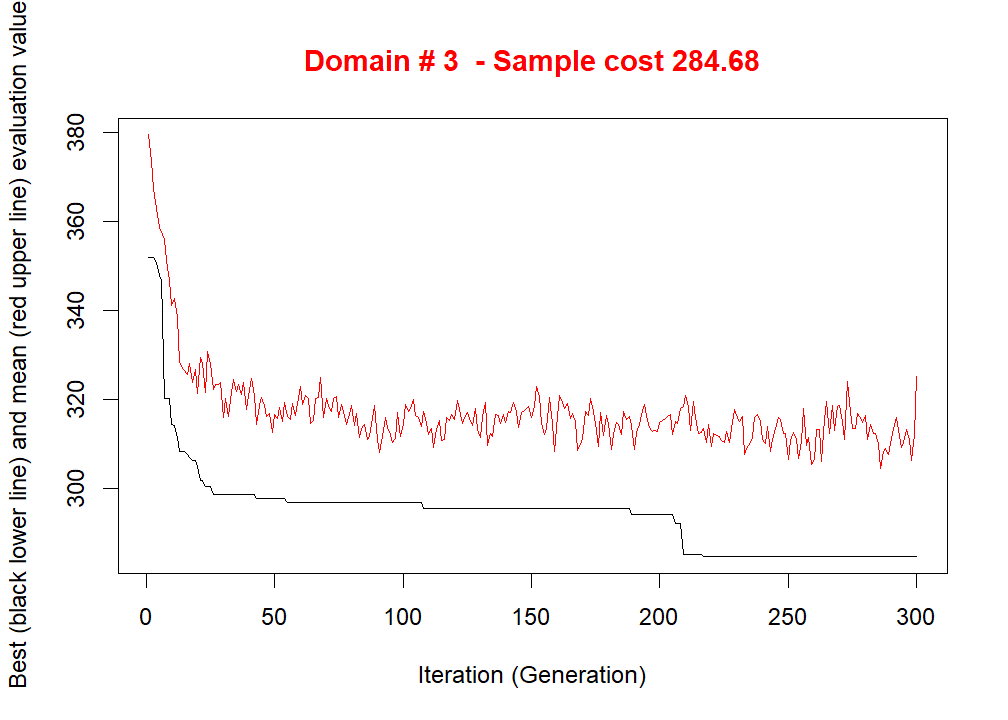 Domain # 3  - Sample cost 284.68
Best (black lower line) and mean (red upper line) evaluation value
380
360
340
320
300
0 50 100 150 200 250 300
Iteration (Generation)